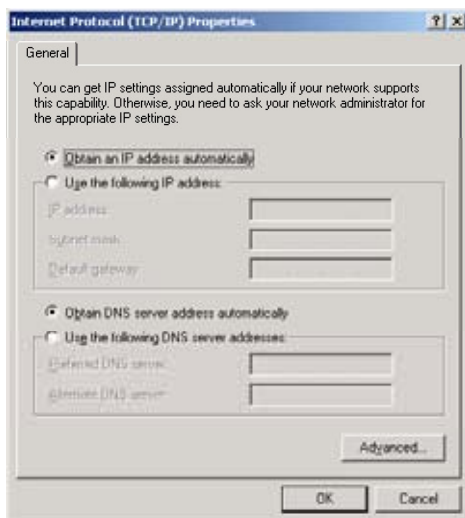 Internet Protocol (TCP/IP) Properties
General
You can get IP settings assigned automatically if your network supports
this capability. Otherwise, you need to ask your network administrator for
the appropriate IP settings.
Obtain an IP address automatically
Use the following IP address:
IP address:
Subnet mask:
Default gateway:
Obtain DNS server address automatically
Use the following DNS server addresses:
Preferred DNS server:
Alternate DNS server:
Advanced...
OK
Cancel